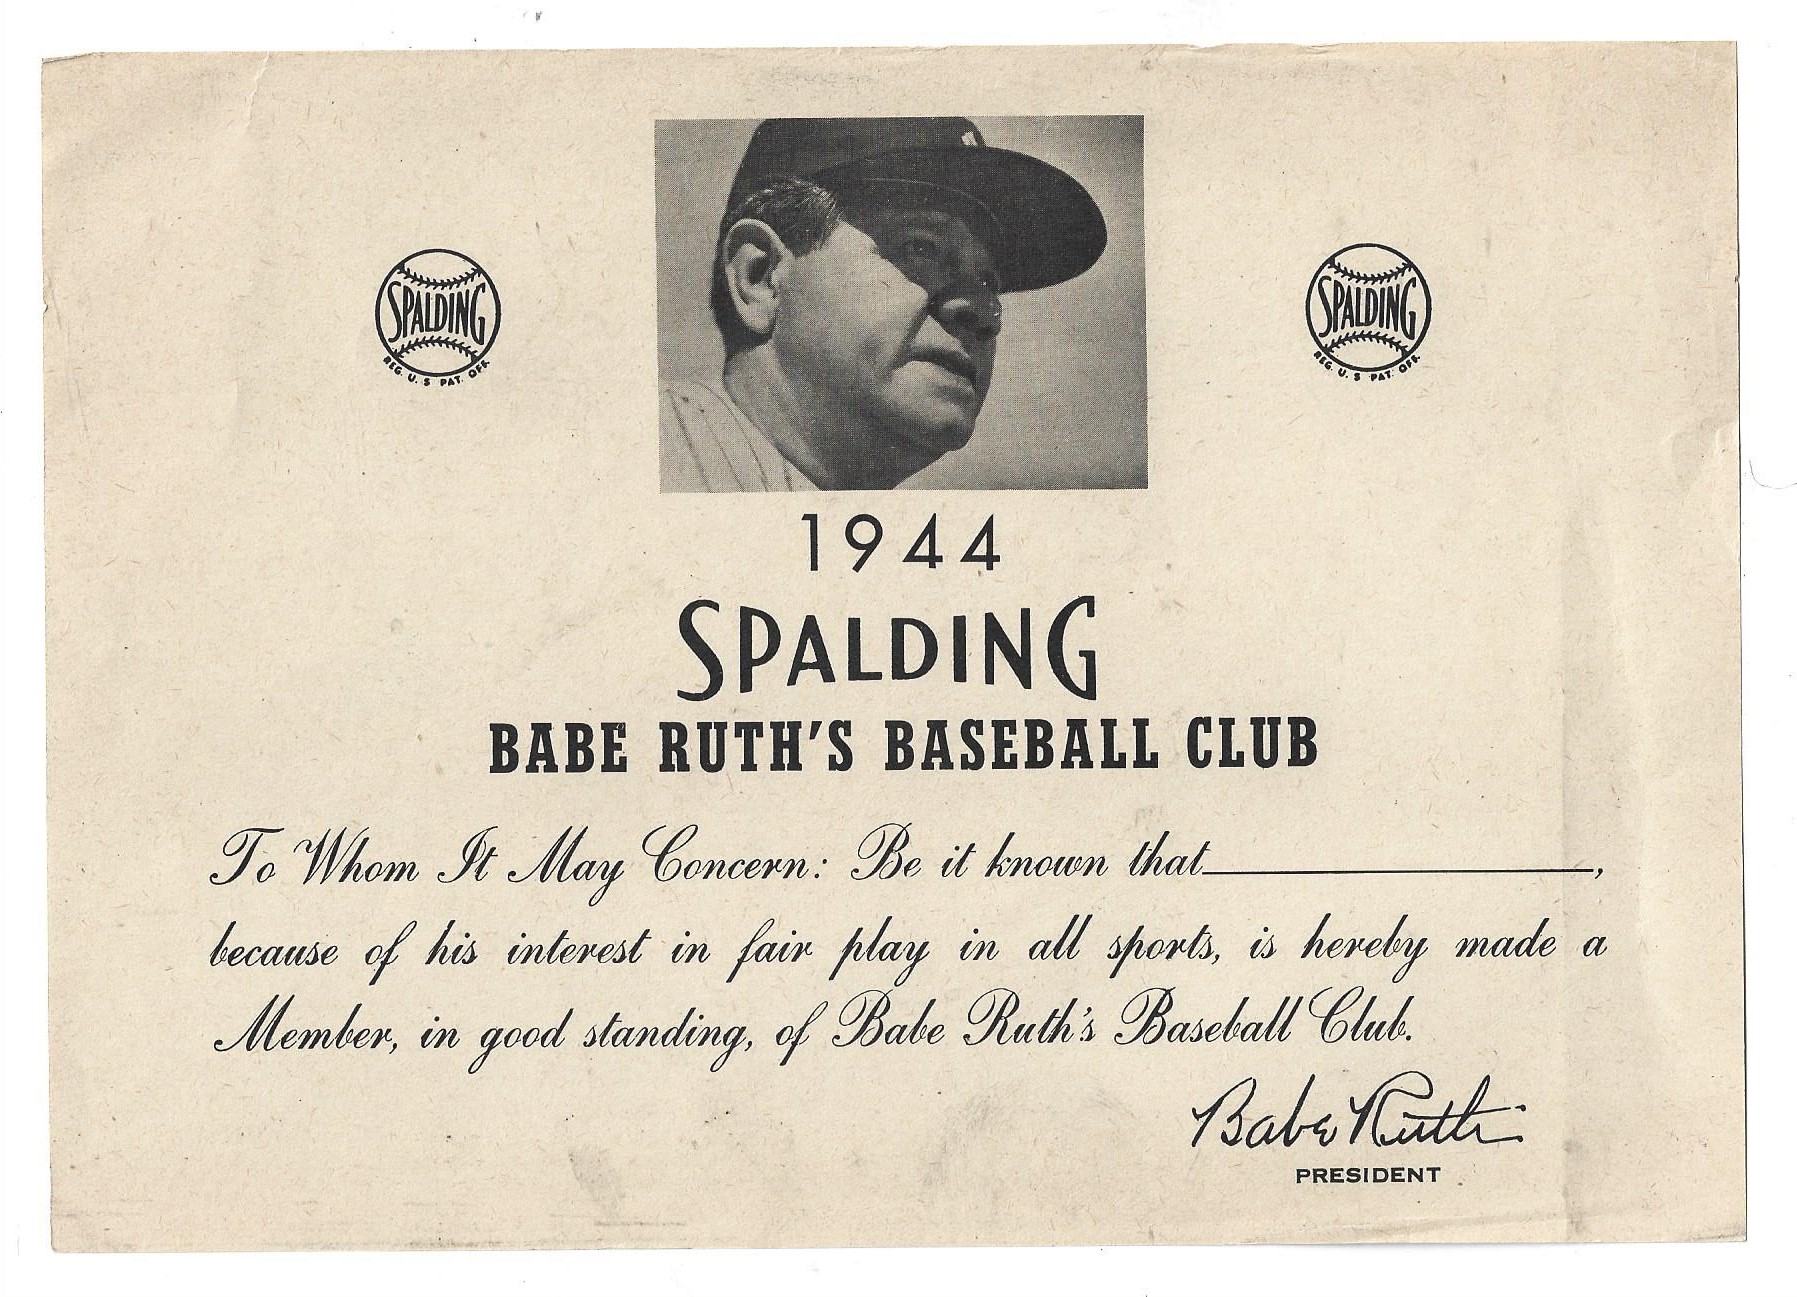 SPALDING
REG. U. S. PAT. OFF.
SPALDING
REG. U. S. PAT. OFF.
1944
SPALDING
BABE RUTH'S BASEBALL CLUB
To Whom It May Concern: Be it known that____________,
because of his interest in fair play in all sports, is hereby made a
Member, in good standing, of Babe Ruth's Baseball Club.
Babe Ruth
PRESIDENT